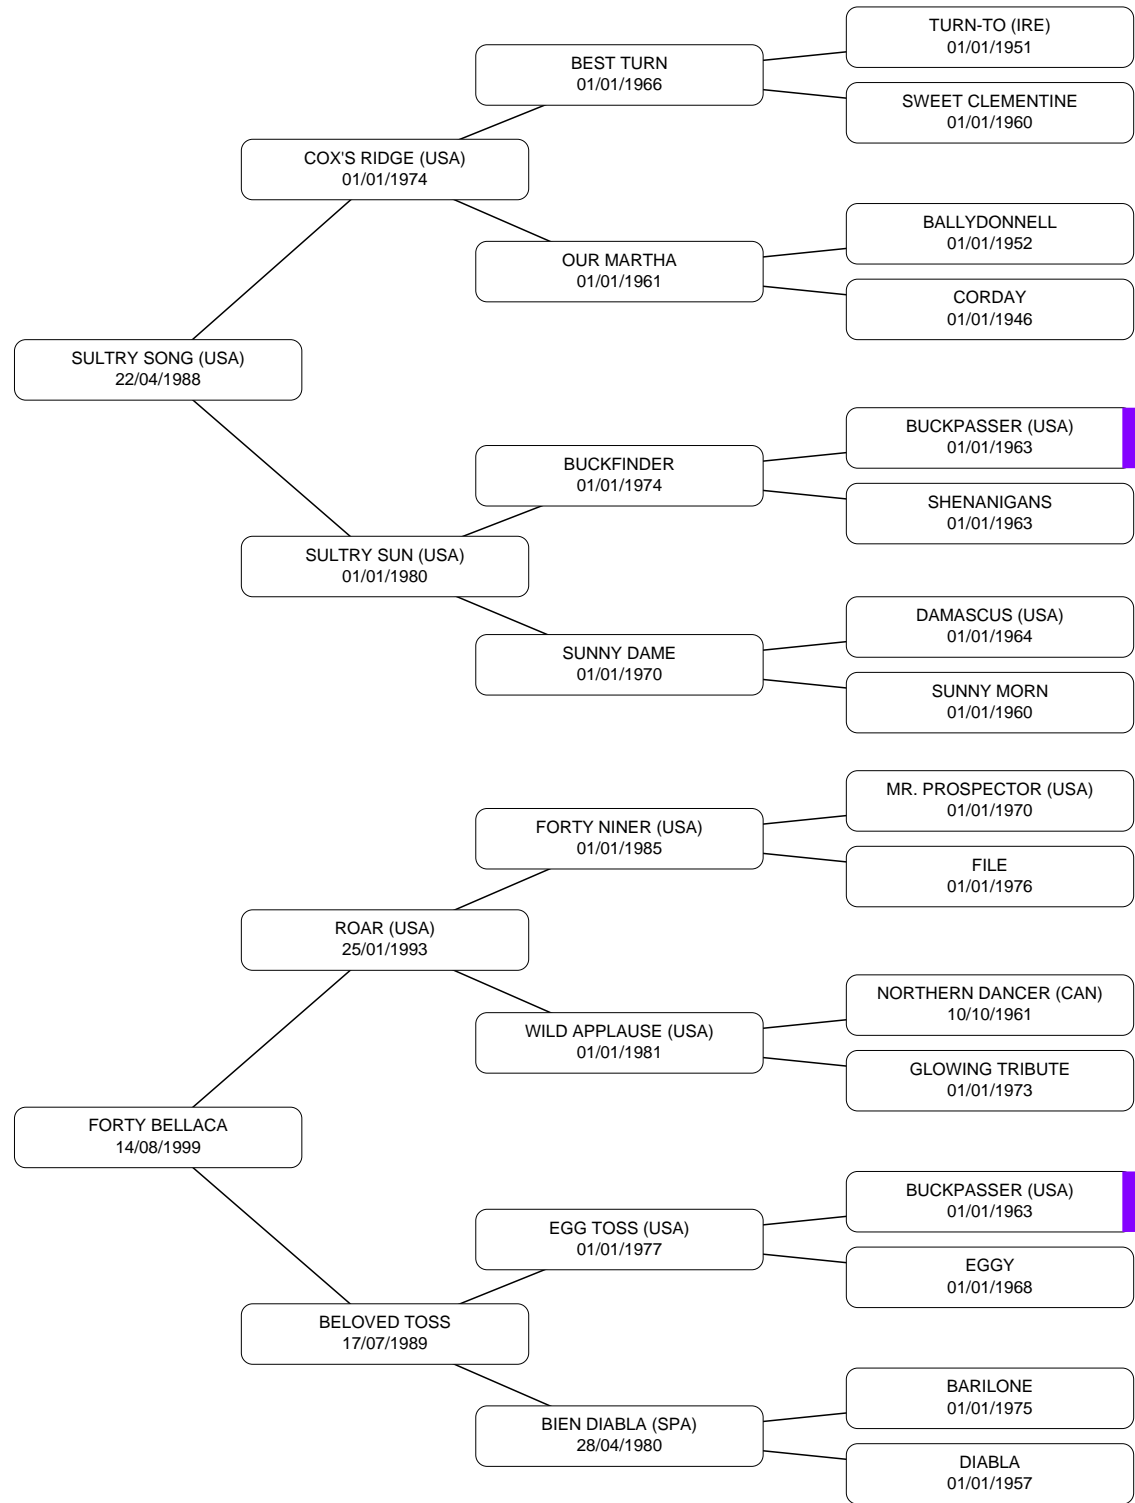 TURN-TO (IRE)
01/01/1951
BEST TURN
01/01/1966
SWEET CLEMENTINE
01/01/1960
COX'S RIDGE (USA)
01/01/1974
BALLYDONNELL
01/01/1952
OUR MARTHA
01/01/1961
CORDAY
01/01/1946
SULTRY SONG (USA)
22/04/1988
BUCKPASSER (USA)
01/01/1963
BUCKFINDER
01/01/1974
SHENANIGANS
01/01/1963
SULTRY SUN (USA)
01/01/1980
DAMASCUS (USA)
01/01/1964
SUNNY DAME
01/01/1970
SUNNY MORN
01/01/1960
MR. PROSPECTOR (USA)
01/01/1970
FORTY NINER (USA)
01/01/1985
FILE
01/01/1976
ROAR (USA)
25/01/1993
NORTHERN DANCER (CAN)
10/10/1961
WILD APPLAUSE (USA)
01/01/1981
GLOWING TRIBUTE
01/01/1973
FORTY BELLACA
14/08/1999
BUCKPASSER (USA)
01/01/1963
EGG TOSS (USA)
01/01/1977
EGGY
01/01/1968
BELOVED TOSS
17/07/1989
BARILONE
01/01/1975
BIEN DIABLA (SPA)
28/04/1980
DIABLA
01/01/1957